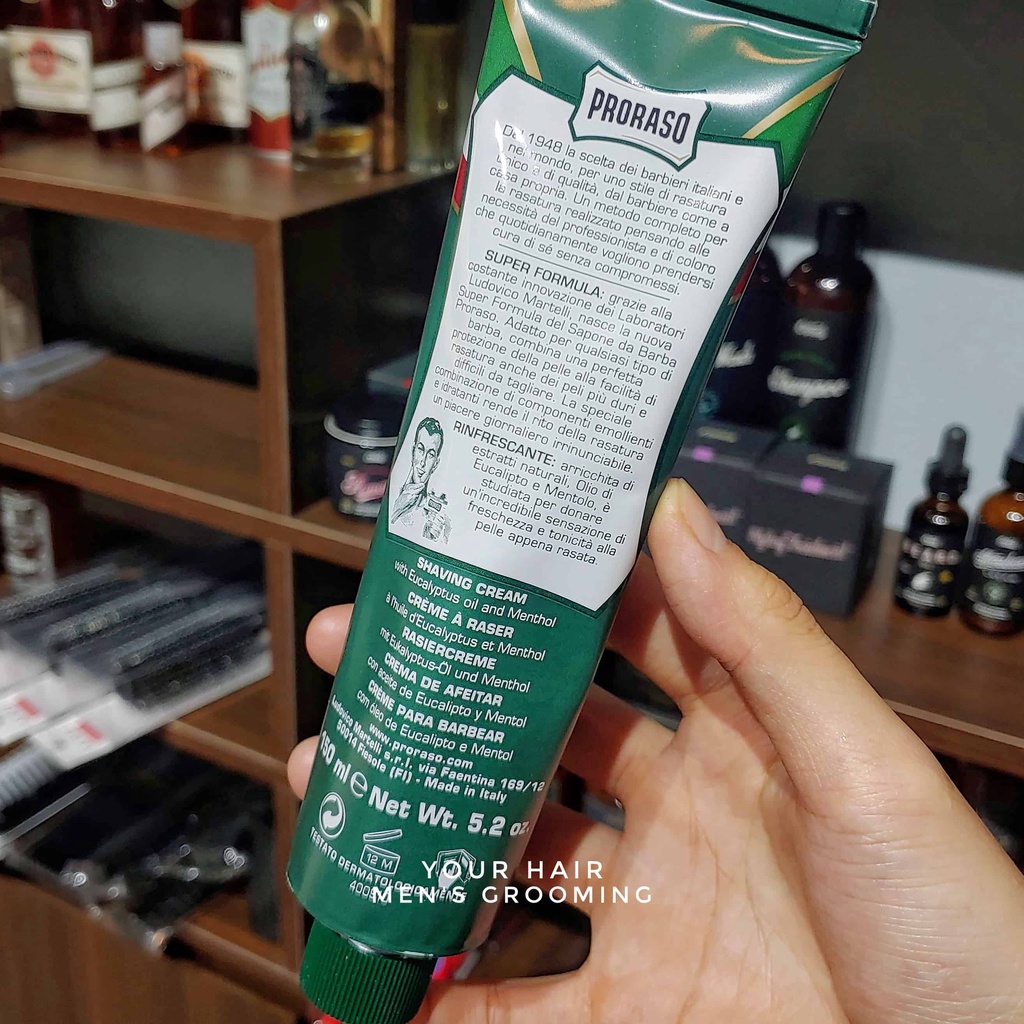 PRORASO
Dal 1948 la scelta dei barbieri italiani e
nel mondo, per uno stile di rasatura
unico e di qualità, dal barbiere come a
casa propria. Un metodo completo per
la rasatura realizzato pensando alle
necessità del professionista e di coloro
che quotidianamente vogliono prendersi
cura di sé senza compromessi.
SUPER FORMULA: grazie alla
costante innovazione dei Laboratori
Ludovico Martelli, nasce la nuova
Super Formula del Sapone da Barba
Proraso. Adatto per qualsiasi tipo di
barba, combina una perfetta
protezione della pelle alla facilità di
rasatura anche dei peli più duri e
difficili da tagliare. La speciale
combinazione di componenti emollienti
e idratanti rende il rito della rasatura
un piacere giornaliero irrinunciabile.
RINFRESCANTE: arricchita di
estratti naturali, Olio di
Eucalipto e Mentolo, è
studiata per donare
un'incredibile sensazione di
freschezza e tonicità alla
pelle appena rasata.
SHAVING CREAM
with Eucalyptus oil and Menthol
CRÈME À RASER
à l'huile d'Eucalyptus et Menthol
RASIERCREME
mit Eukalyptus-Öl und Menthol
CREMA DE AFEITAR
con aceite de Eucalipto y Mentol
CRÈME PARA BARBEAR
com óleo de Eucalipto e Mentol
www.proraso.com
Ludovico Martelli s.r.l. via Faentina 169/12
50014 Fiesole (FI) - Made in Italy
150 ml e Net Wt. 5.2 oz.
12 M
TESTATO DERMATOLOGICAMENTE
YOUR HAIR
MEN'S GROOMING
Shampoo